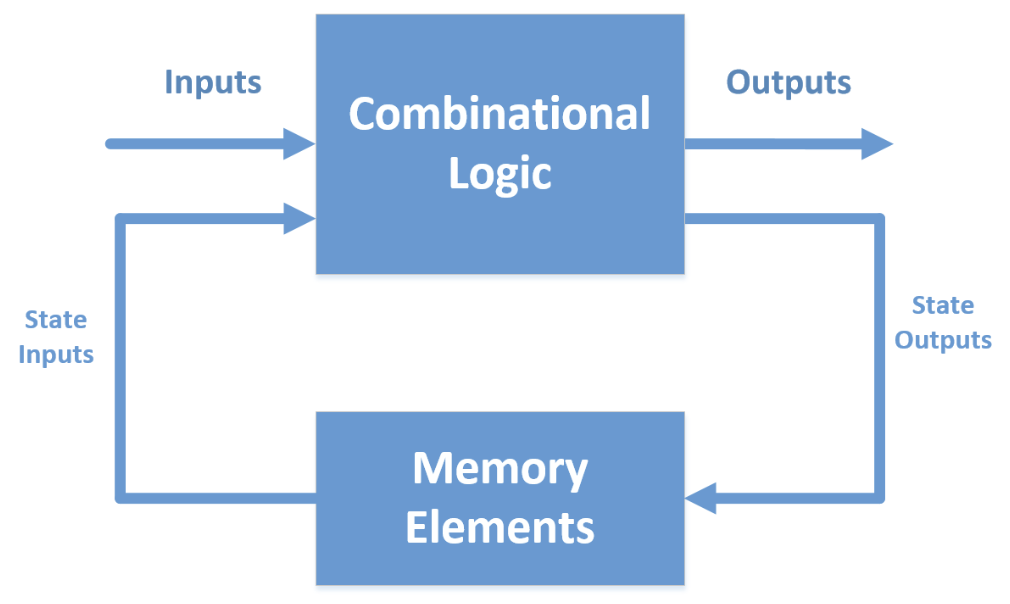 Inputs
Combinational
Logic
Outputs
State
Inputs
State
Outputs
Memory
Elements